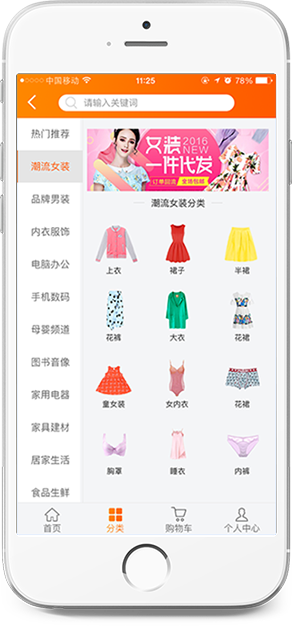 中国移动 11:25 78%
请输入关键词
热门推荐
潮流女装
品牌男装
内衣服饰
电脑办公
手机数码
母婴频道
图书音像
家用电器
家具建材
居家生活
食品生鲜
女装 2016
NEW
一件代发
全场包邮
潮流女装分类
上衣 裙子 半裙
花裤 大衣 花裙
童女装 女内衣 花裙
胸罩 睡衣 内裤
首页 分类 购物车 个人中心